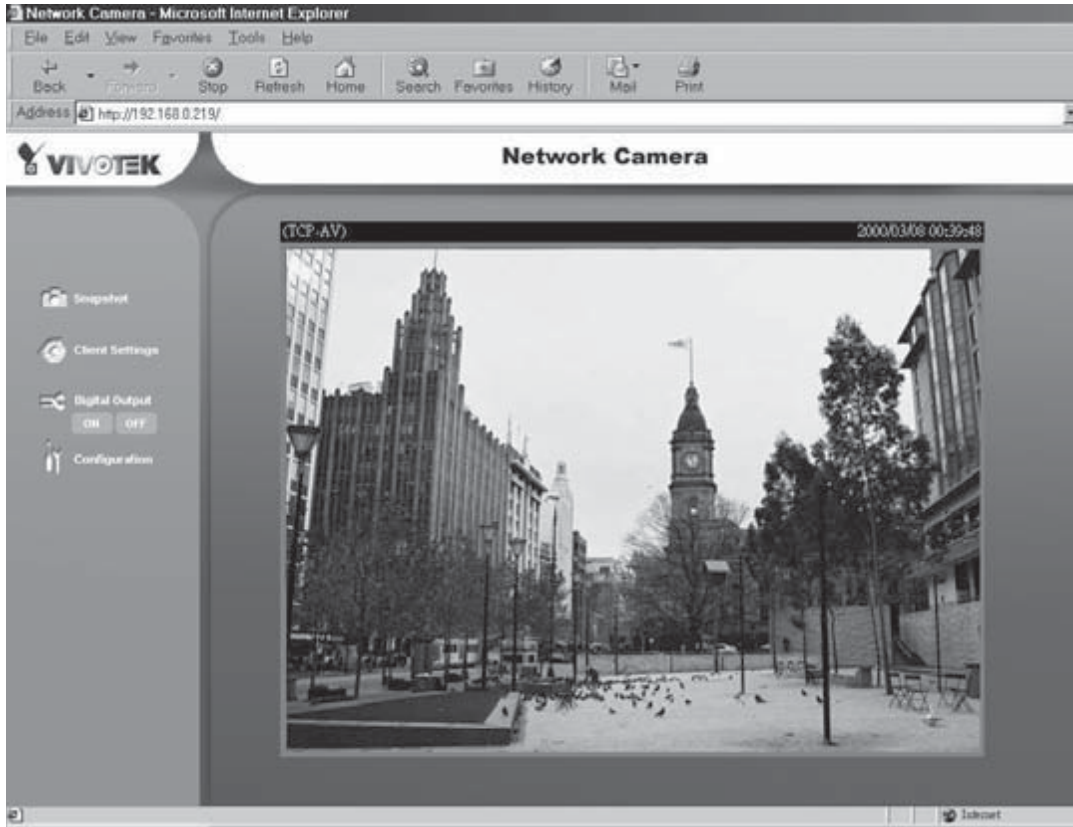 Network Camera - Microsoft Internet Explorer
File Edit View Favorites Tools Help
Back Forward Stop Refresh Home Search Favorites History Mail Print
Address http://192.168.0.219/
VIVOTEK
Network Camera
(TCP-AV) 2000/03/08 00:39:48
Snapshot
Client Settings
Digital Output
ON OFF
Configuration
Internet